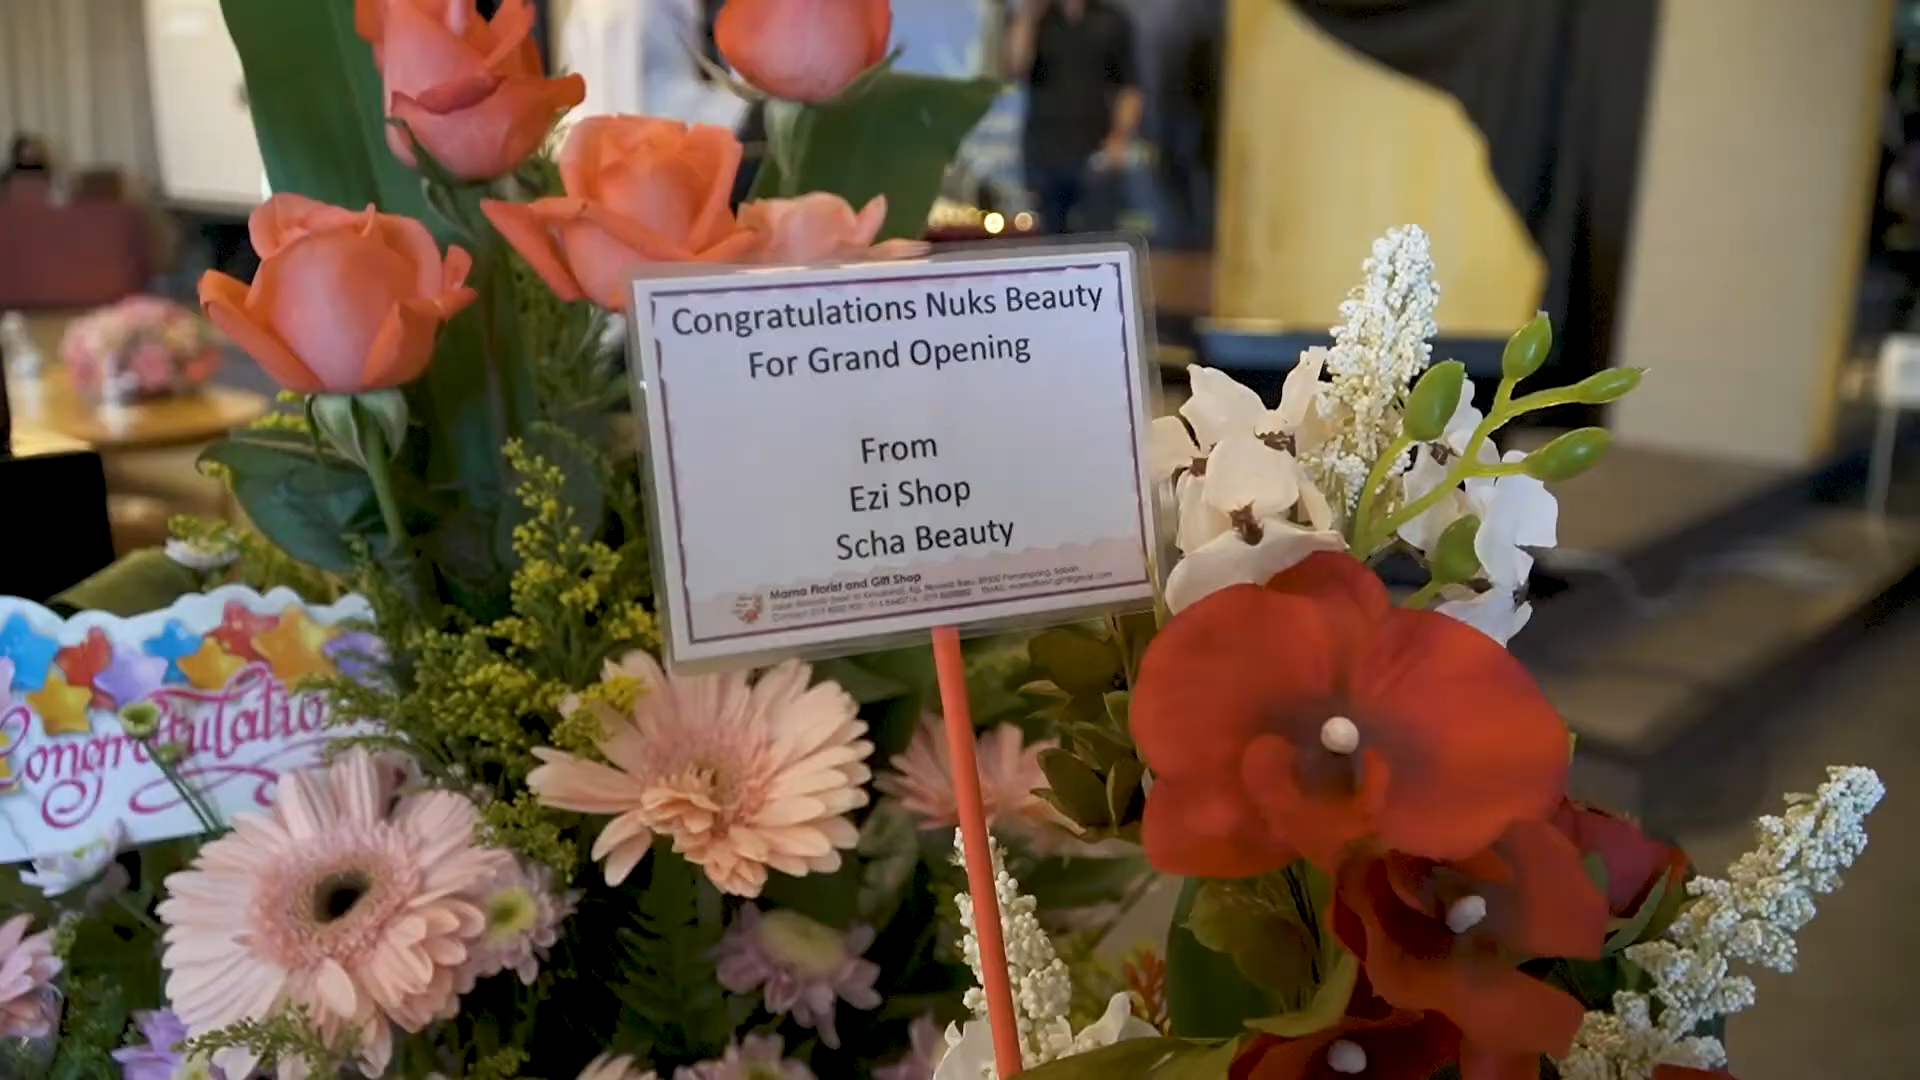 Congratulations Nuks Beauty
For Grand Opening
From
Ezi Shop
Scha Beauty
Mama Florist and Gift Shop
Congratulatio